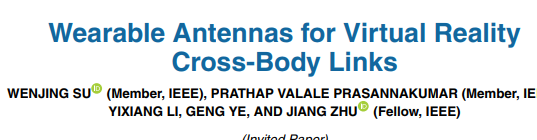 Wearable Antennas for Virtual Reality
Cross-Body Links
WENJING SU (Member, IEEE), PRATHAP VALALE PRASANNAKUMAR (Member, IE
YIXIANG LI, GENG YE, AND JIANG ZHU (Fellow, IEEE)
(Invited Paper)